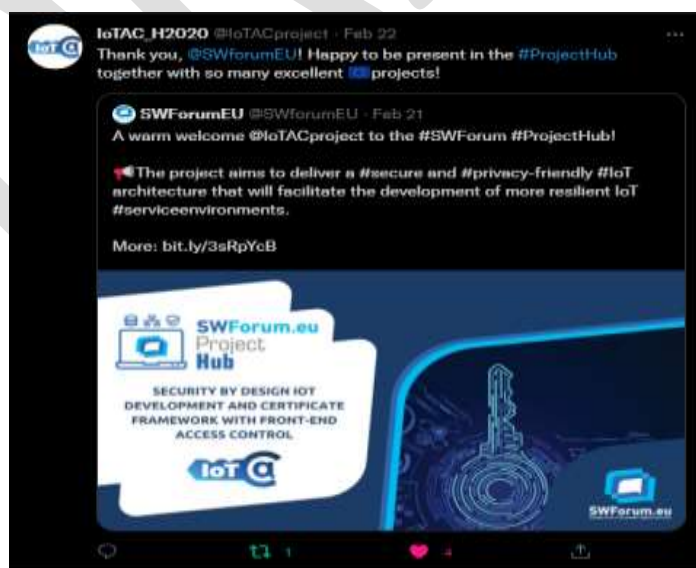 IoTAC_H2020 @IoTACproject · Feb 22
Thank you, @SWforumEU! Happy to be present in the #ProjectHub
together with so many excellent 🇪🇺projects!
SWForumEU @SWforumEU · Feb 21
A warm welcome @IoTACproject to the #SWForum #ProjectHub!
📢The project aims to deliver a #secure and #privacy-friendly #IoT
architecture that will facilitate the development of more resilient IoT
#serviceenvironments.
More: bit.ly/3sRpYcB
SWForum.eu
Project
Hub
SECURITY BY DESIGN IOT
DEVELOPMENT AND CERTIFICATE
FRAMEWORK WITH FRONT-END
ACCESS CONTROL
IoT@
SWForum.eu
1
4